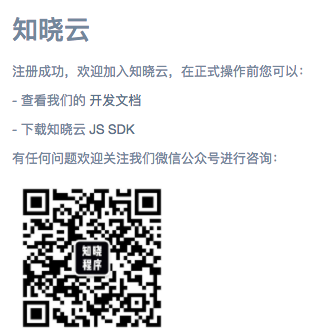 知晓云
注册成功，欢迎加入知晓云，在正式操作前您可以：
- 查看我们的 开发文档
- 下载知晓云 JS SDK
有任何问题欢迎关注我们微信公众号进行咨询：
知晓
程序